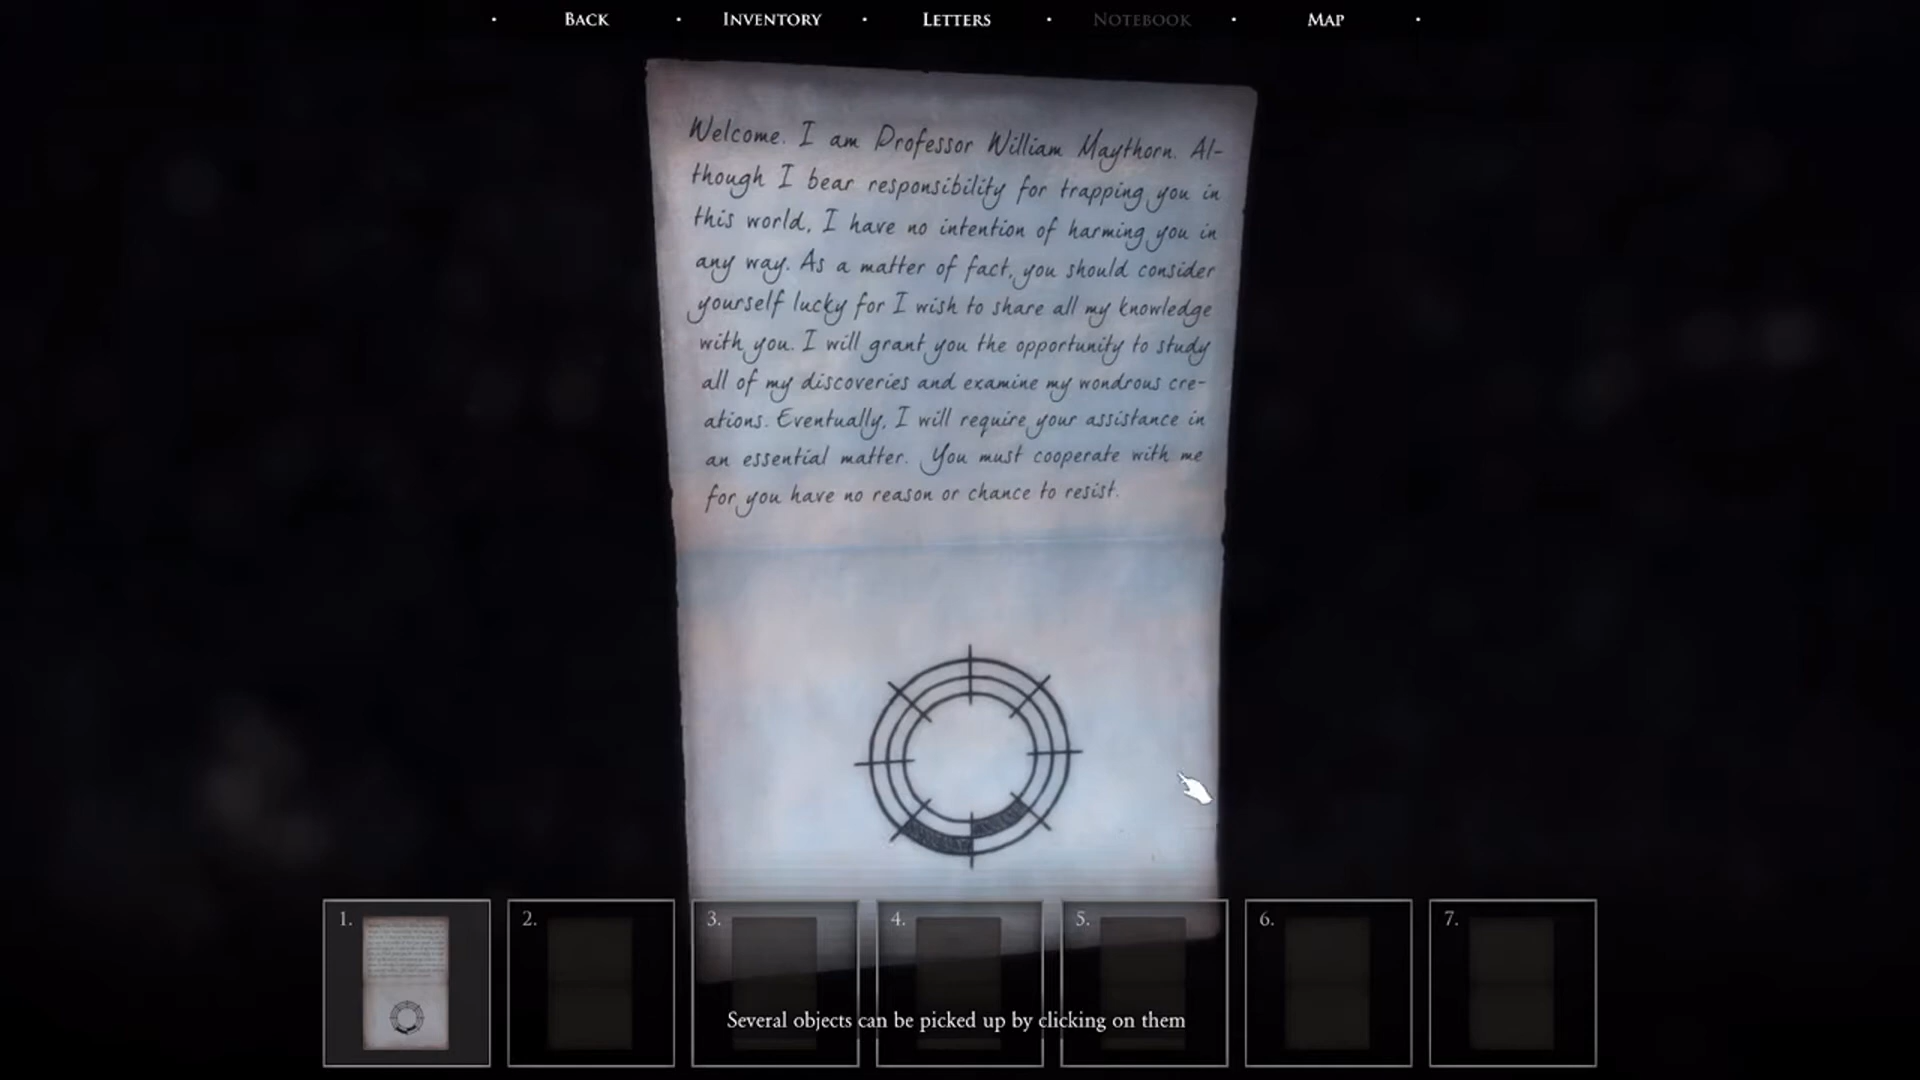 BACK
INVENTORY
LETTERS
NOTEBOOK
MAP
Welcome. I am Professor William Maythorn. Al-
though I bear responsibility for trapping you in
this world, I have no intention of harming you in
any way. As a matter of fact, you should consider
yourself lucky for I wish to share all my knowledge
with you. I will grant you the opportunity to study
all of my discoveries and examine my wondrous cre-
ations. Eventually, I will require your assistance in
an essential matter. You must cooperate with me
for you have no reason or chance to resist.
1.
2.
3.
4.
5.
6.
7.
Several objects can be picked up by clicking on them